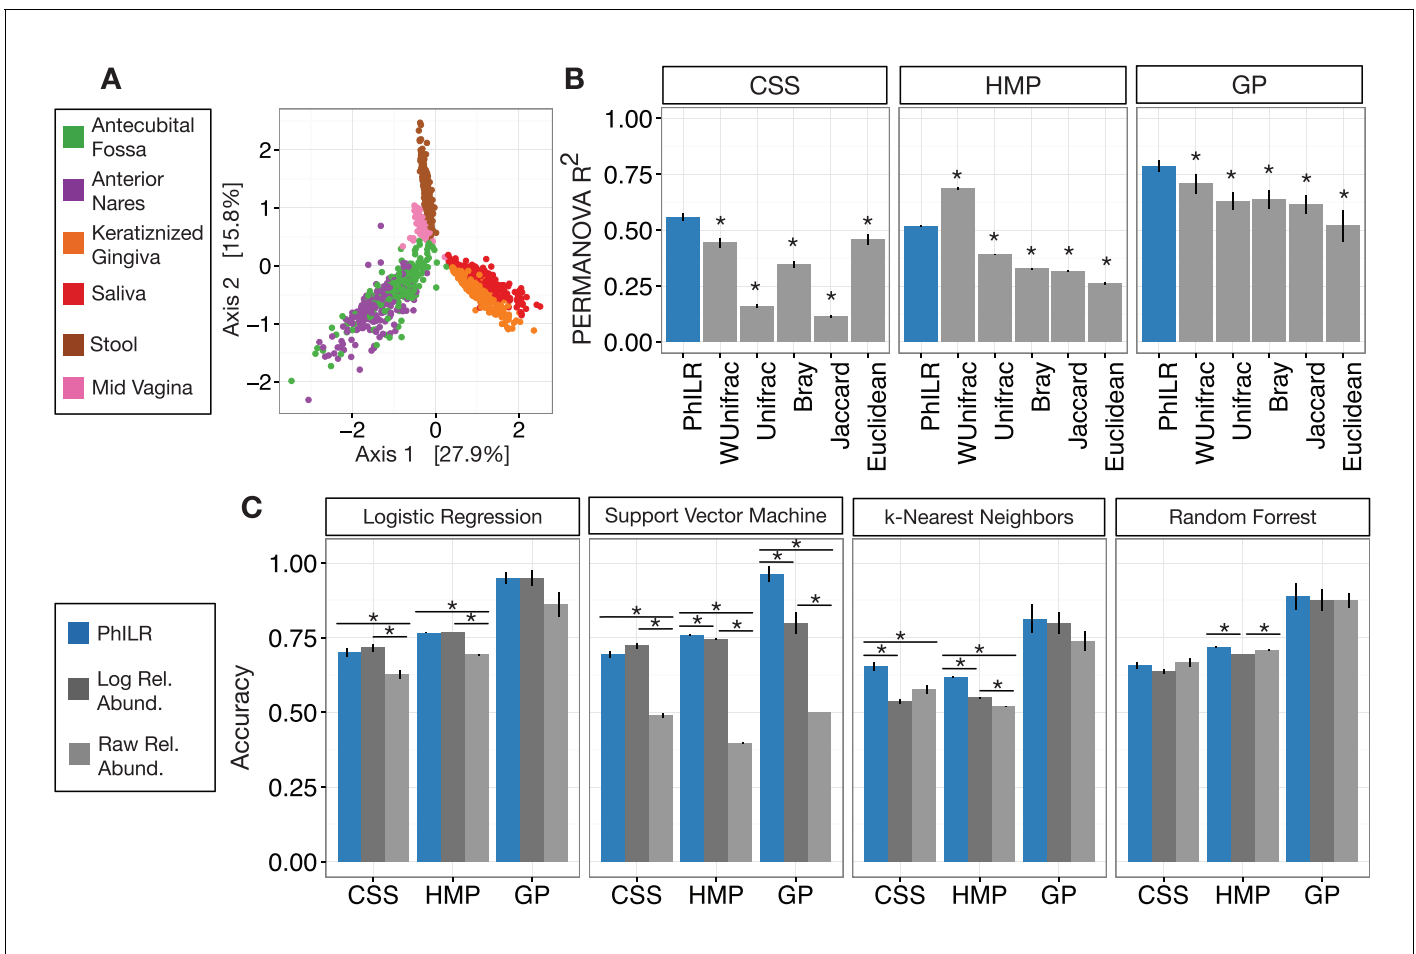 A
Antecubital
Fossa
Anterior
Nares
Keratiznized
Gingiva
Saliva
Stool
Mid Vagina
Axis 2 [15.8%]
2
1
0
−1
−2
−2 0 2
Axis 1 [27.9%]
B
CSS HMP GP
PERMANOVA R2
1.00
0.75
0.50
0.25
0.00
* * * * *
* * * * *
* * * * *
PhILR WUnifrac Unifrac Bray Jaccard Euclidean
PhILR WUnifrac Unifrac Bray Jaccard Euclidean
PhILR WUnifrac Unifrac Bray Jaccard Euclidean
C
Logistic Regression Support Vector Machine k-Nearest Neighbors Random Forrest
PhILR
Log Rel.
Abund.
Raw Rel.
Abund.
Accuracy
1.00
0.75
0.50
0.25
0.00
* * * *
* * * * * * *
* * * * *
* *
CSS HMP GP
CSS HMP GP
CSS HMP GP
CSS HMP GP